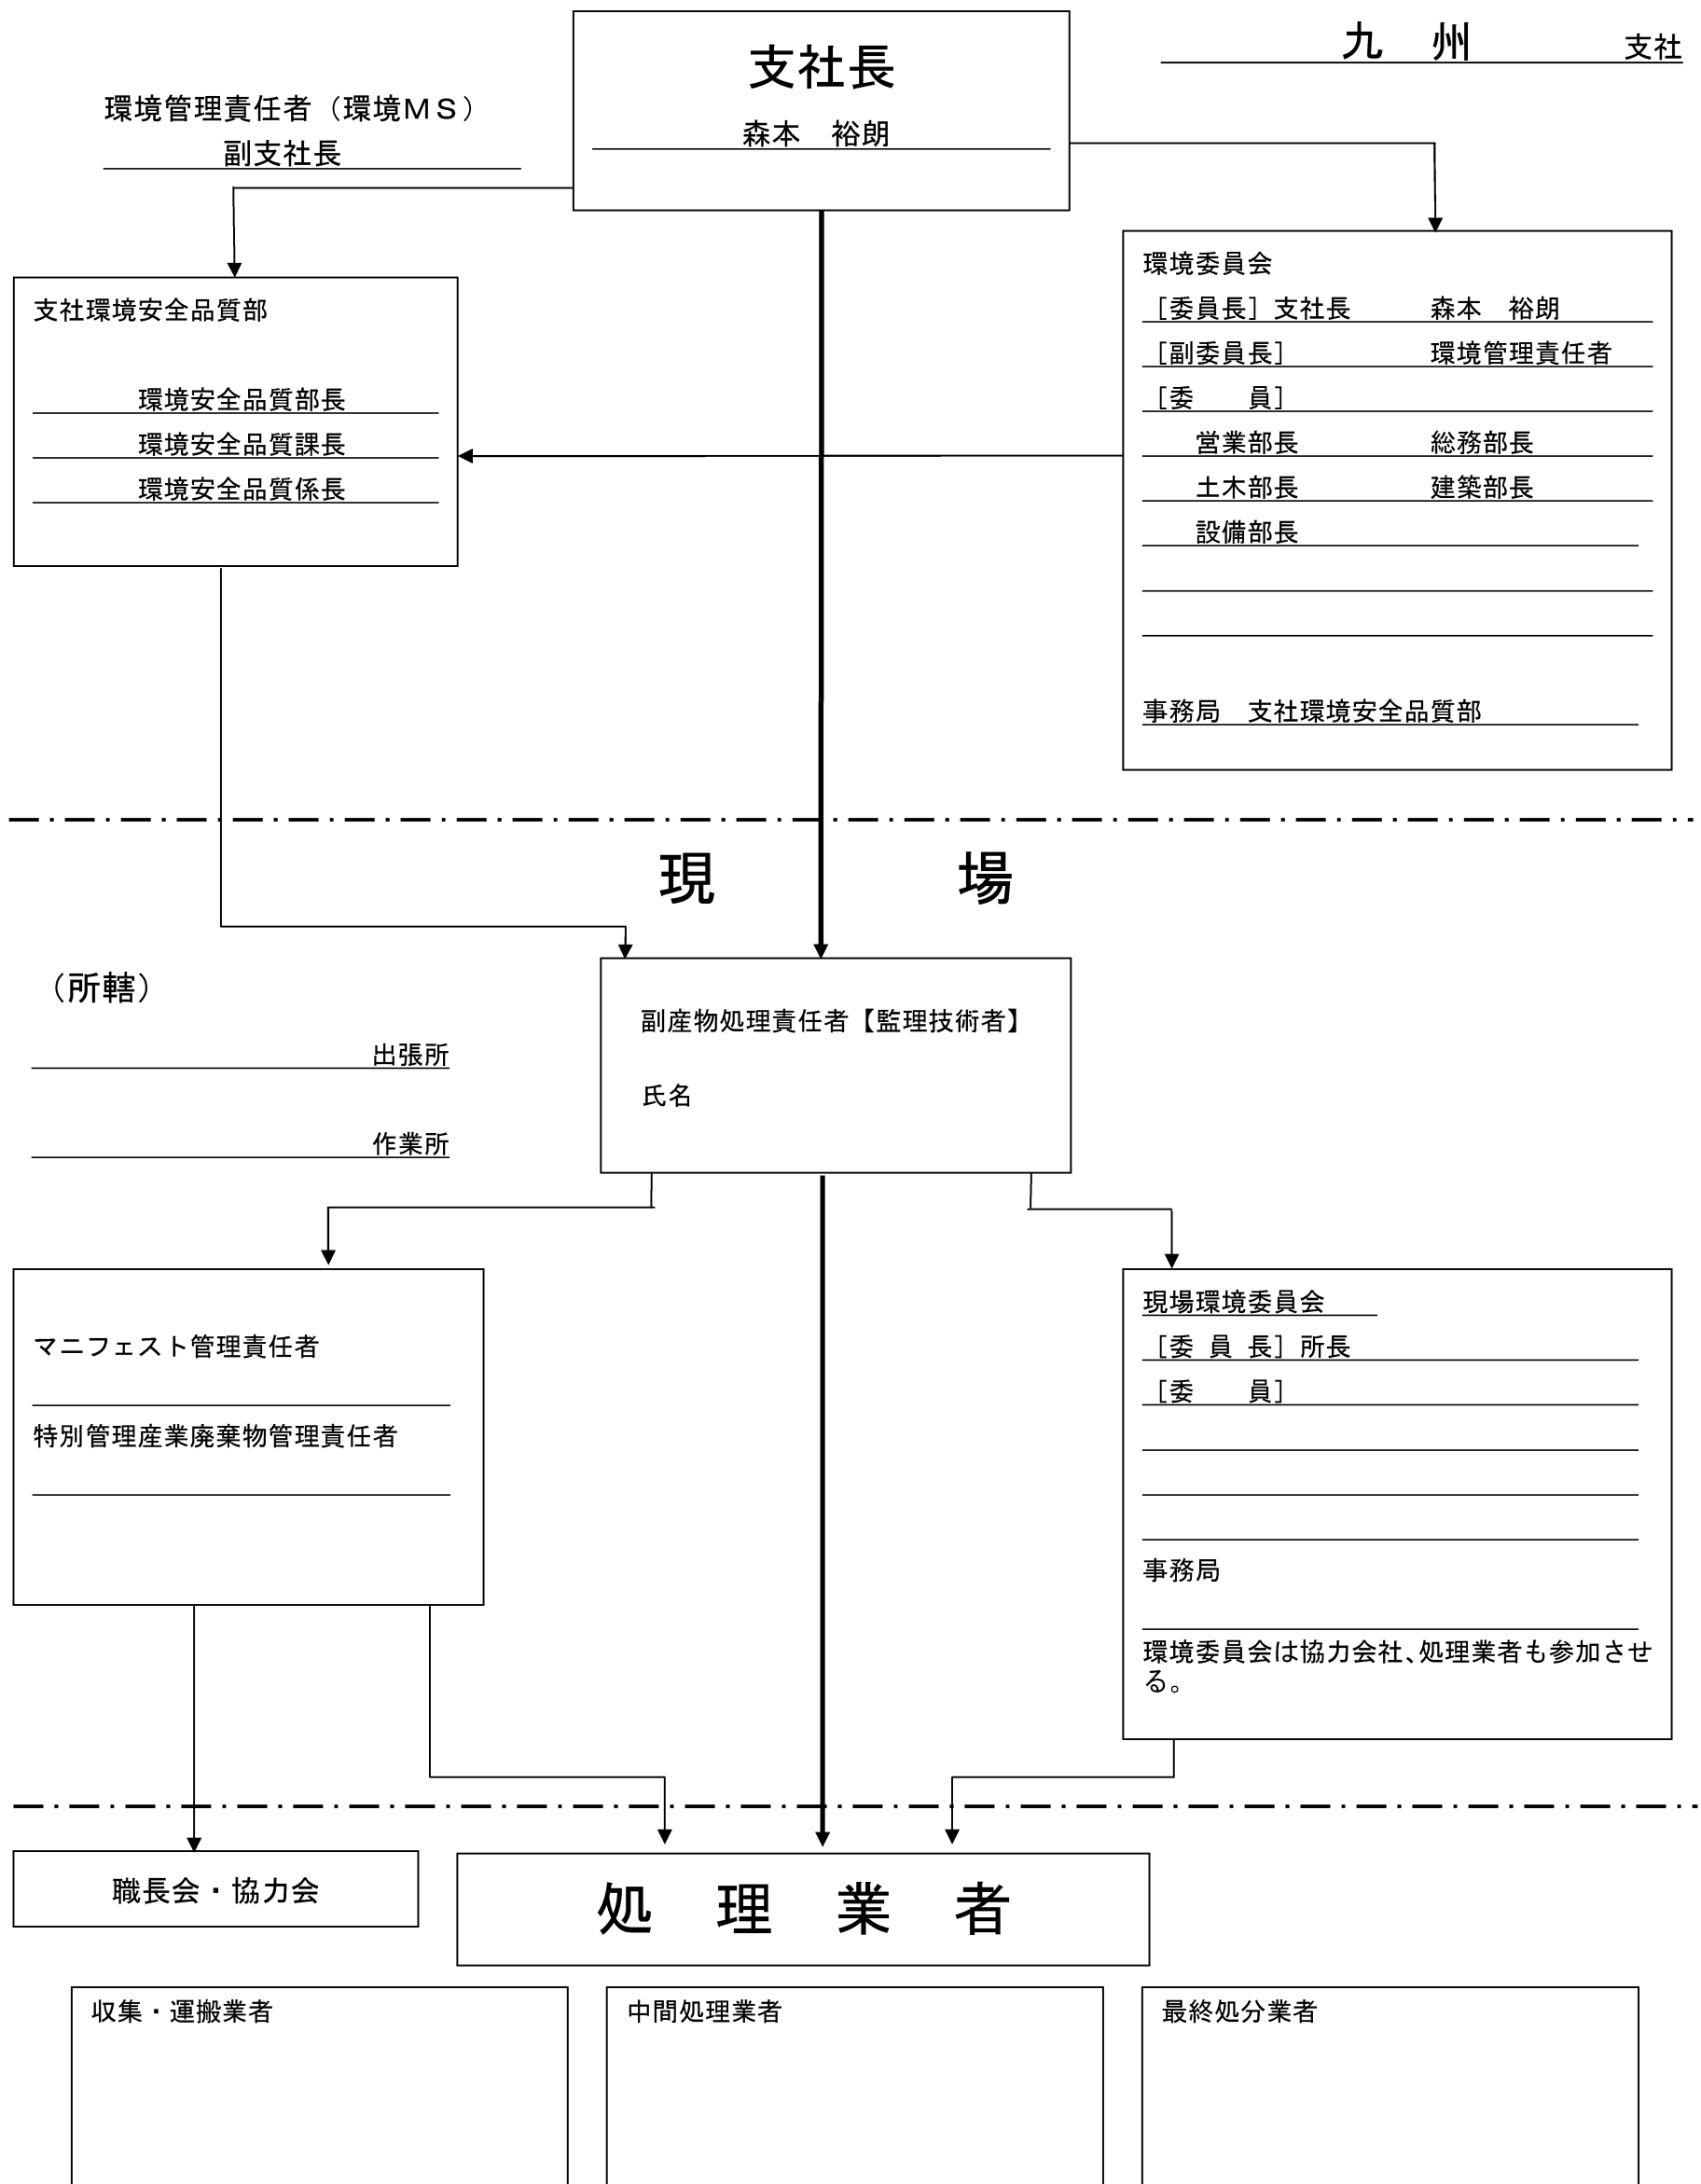 九　州　支社
支社長
森本　裕朗
環境管理責任者（環境ＭＳ）
副支社長
支社環境安全品質部
環境安全品質部長
環境安全品質課長
環境安全品質係長
環境委員会
［委員長］支社長　森本　裕朗
［副委員長］　環境管理責任者
［委　員］
営業部長　総務部長
土木部長　建築部長
設備部長
事務局　支社環境安全品質部
現　場
（所轄）
出張所
作業所
副産物処理責任者【監理技術者】
氏名
マニフェスト管理責任者
特別管理産業廃棄物管理責任者
現場環境委員会
［委 員 長］所長
［委　員］
事務局
環境委員会は協力会社、処理業者も参加させ
る。
職長会・協力会
処　理　業　者
収集・運搬業者
中間処理業者
最終処分業者